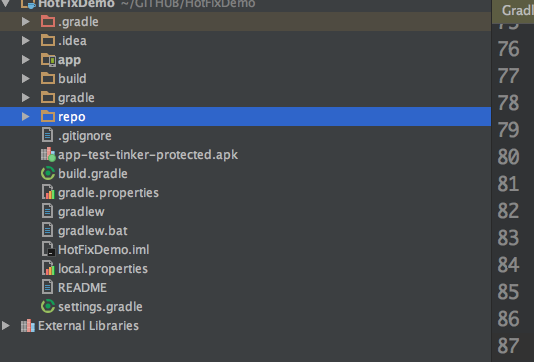 HotFixDemo ~/GITHUB/HotFixDemo
.gradle
.idea
app
build
gradle
repo
.gitignore
app-test-tinker-protected.apk
build.gradle
gradle.properties
gradlew
gradlew.bat
HotFixDemo.iml
local.properties
README
settings.gradle
External Libraries
Gradl
75
76
77
78
79
80
81
82
83
84
85
86
87